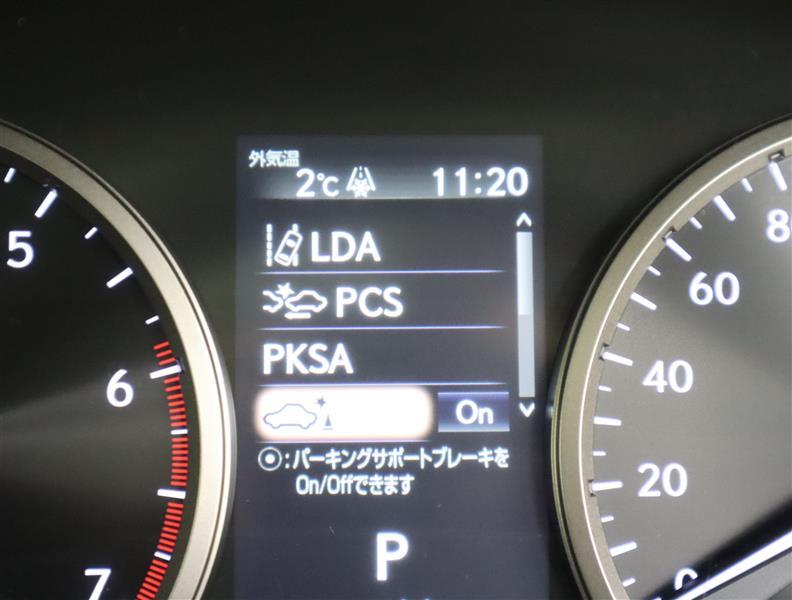 外気温
2℃ 11:20
LDA
PCS
PKSA
On
⦿:パーキングサポートブレーキを
On/Offできます
P
5
6
7
80
60
40
20
0